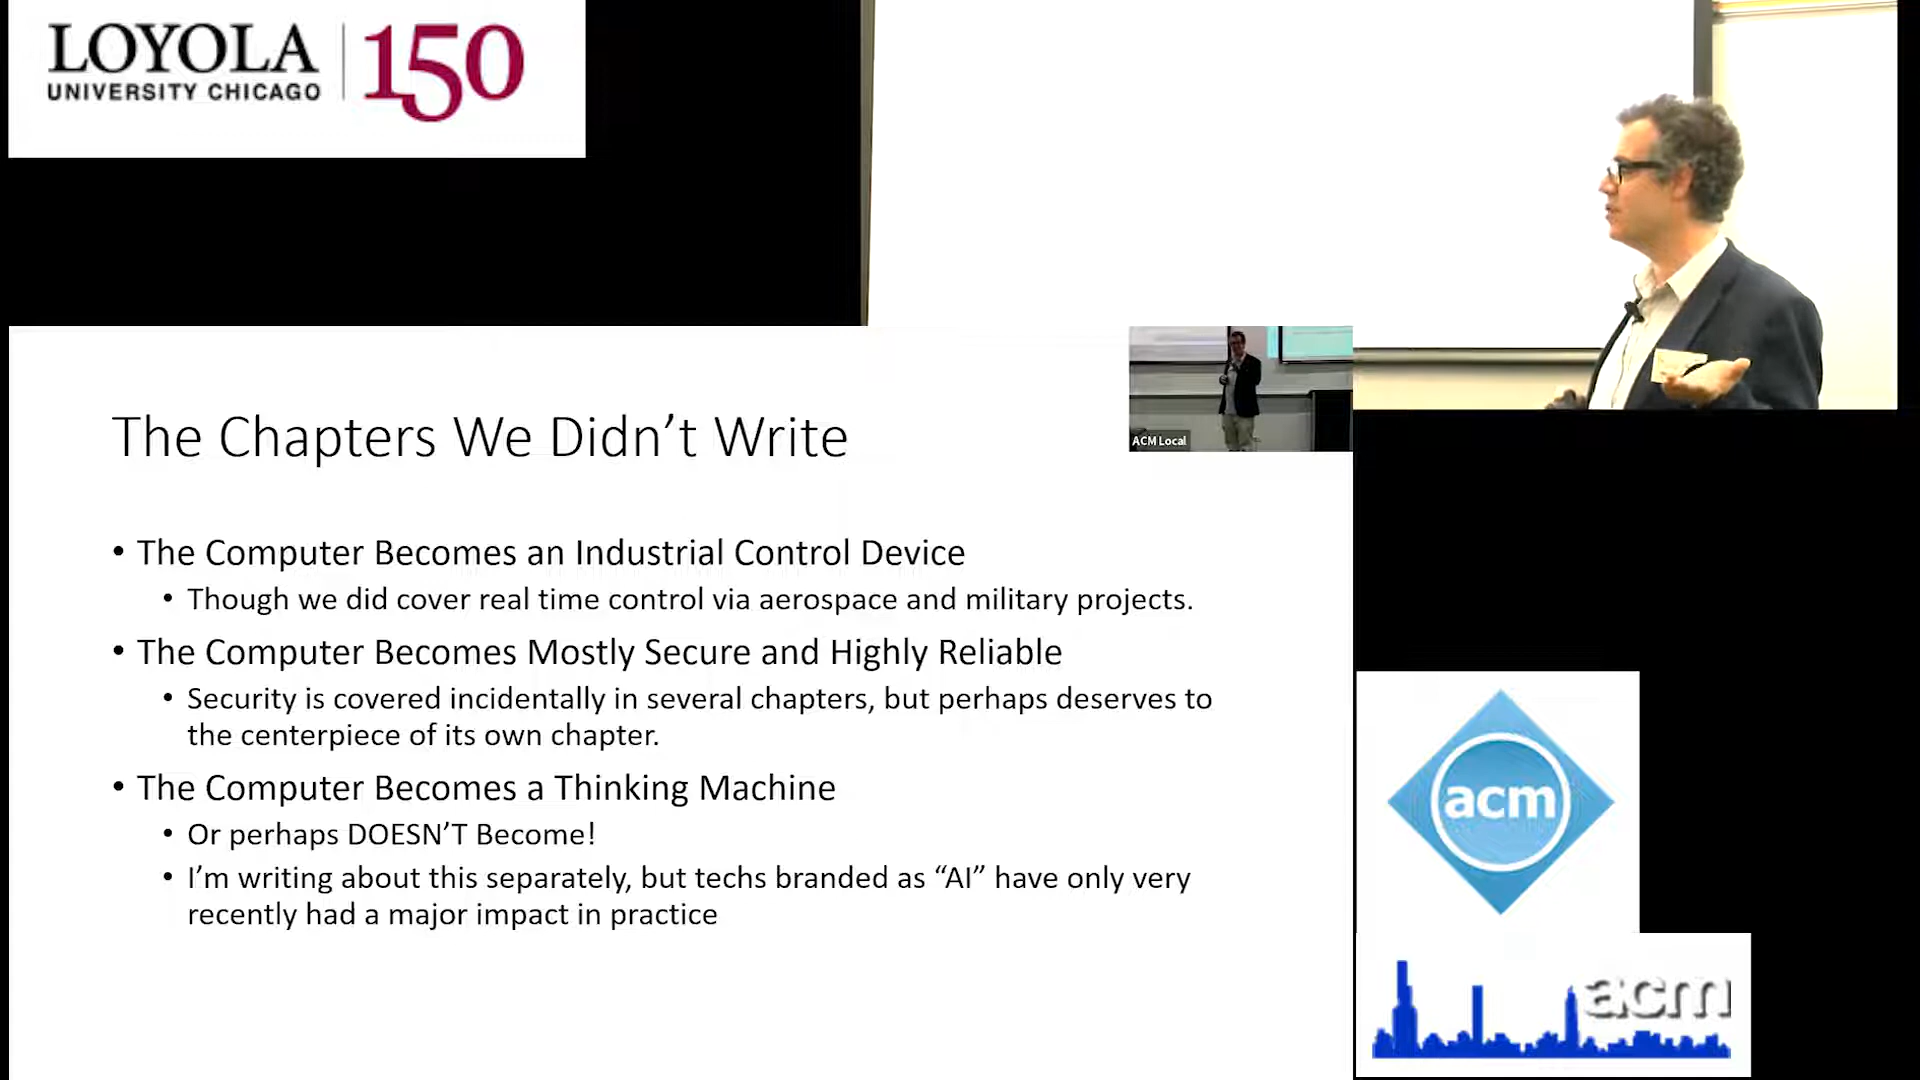 LOYOLA
UNIVERSITY CHICAGO
150
ACM Local
The Chapters We Didn’t Write
• The Computer Becomes an Industrial Control Device
• Though we did cover real time control via aerospace and military projects.
• The Computer Becomes Mostly Secure and Highly Reliable
• Security is covered incidentally in several chapters, but perhaps deserves to
the centerpiece of its own chapter.
• The Computer Becomes a Thinking Machine
• Or perhaps DOESN’T Become!
• I’m writing about this separately, but techs branded as “AI” have only very
recently had a major impact in practice
acm
acm